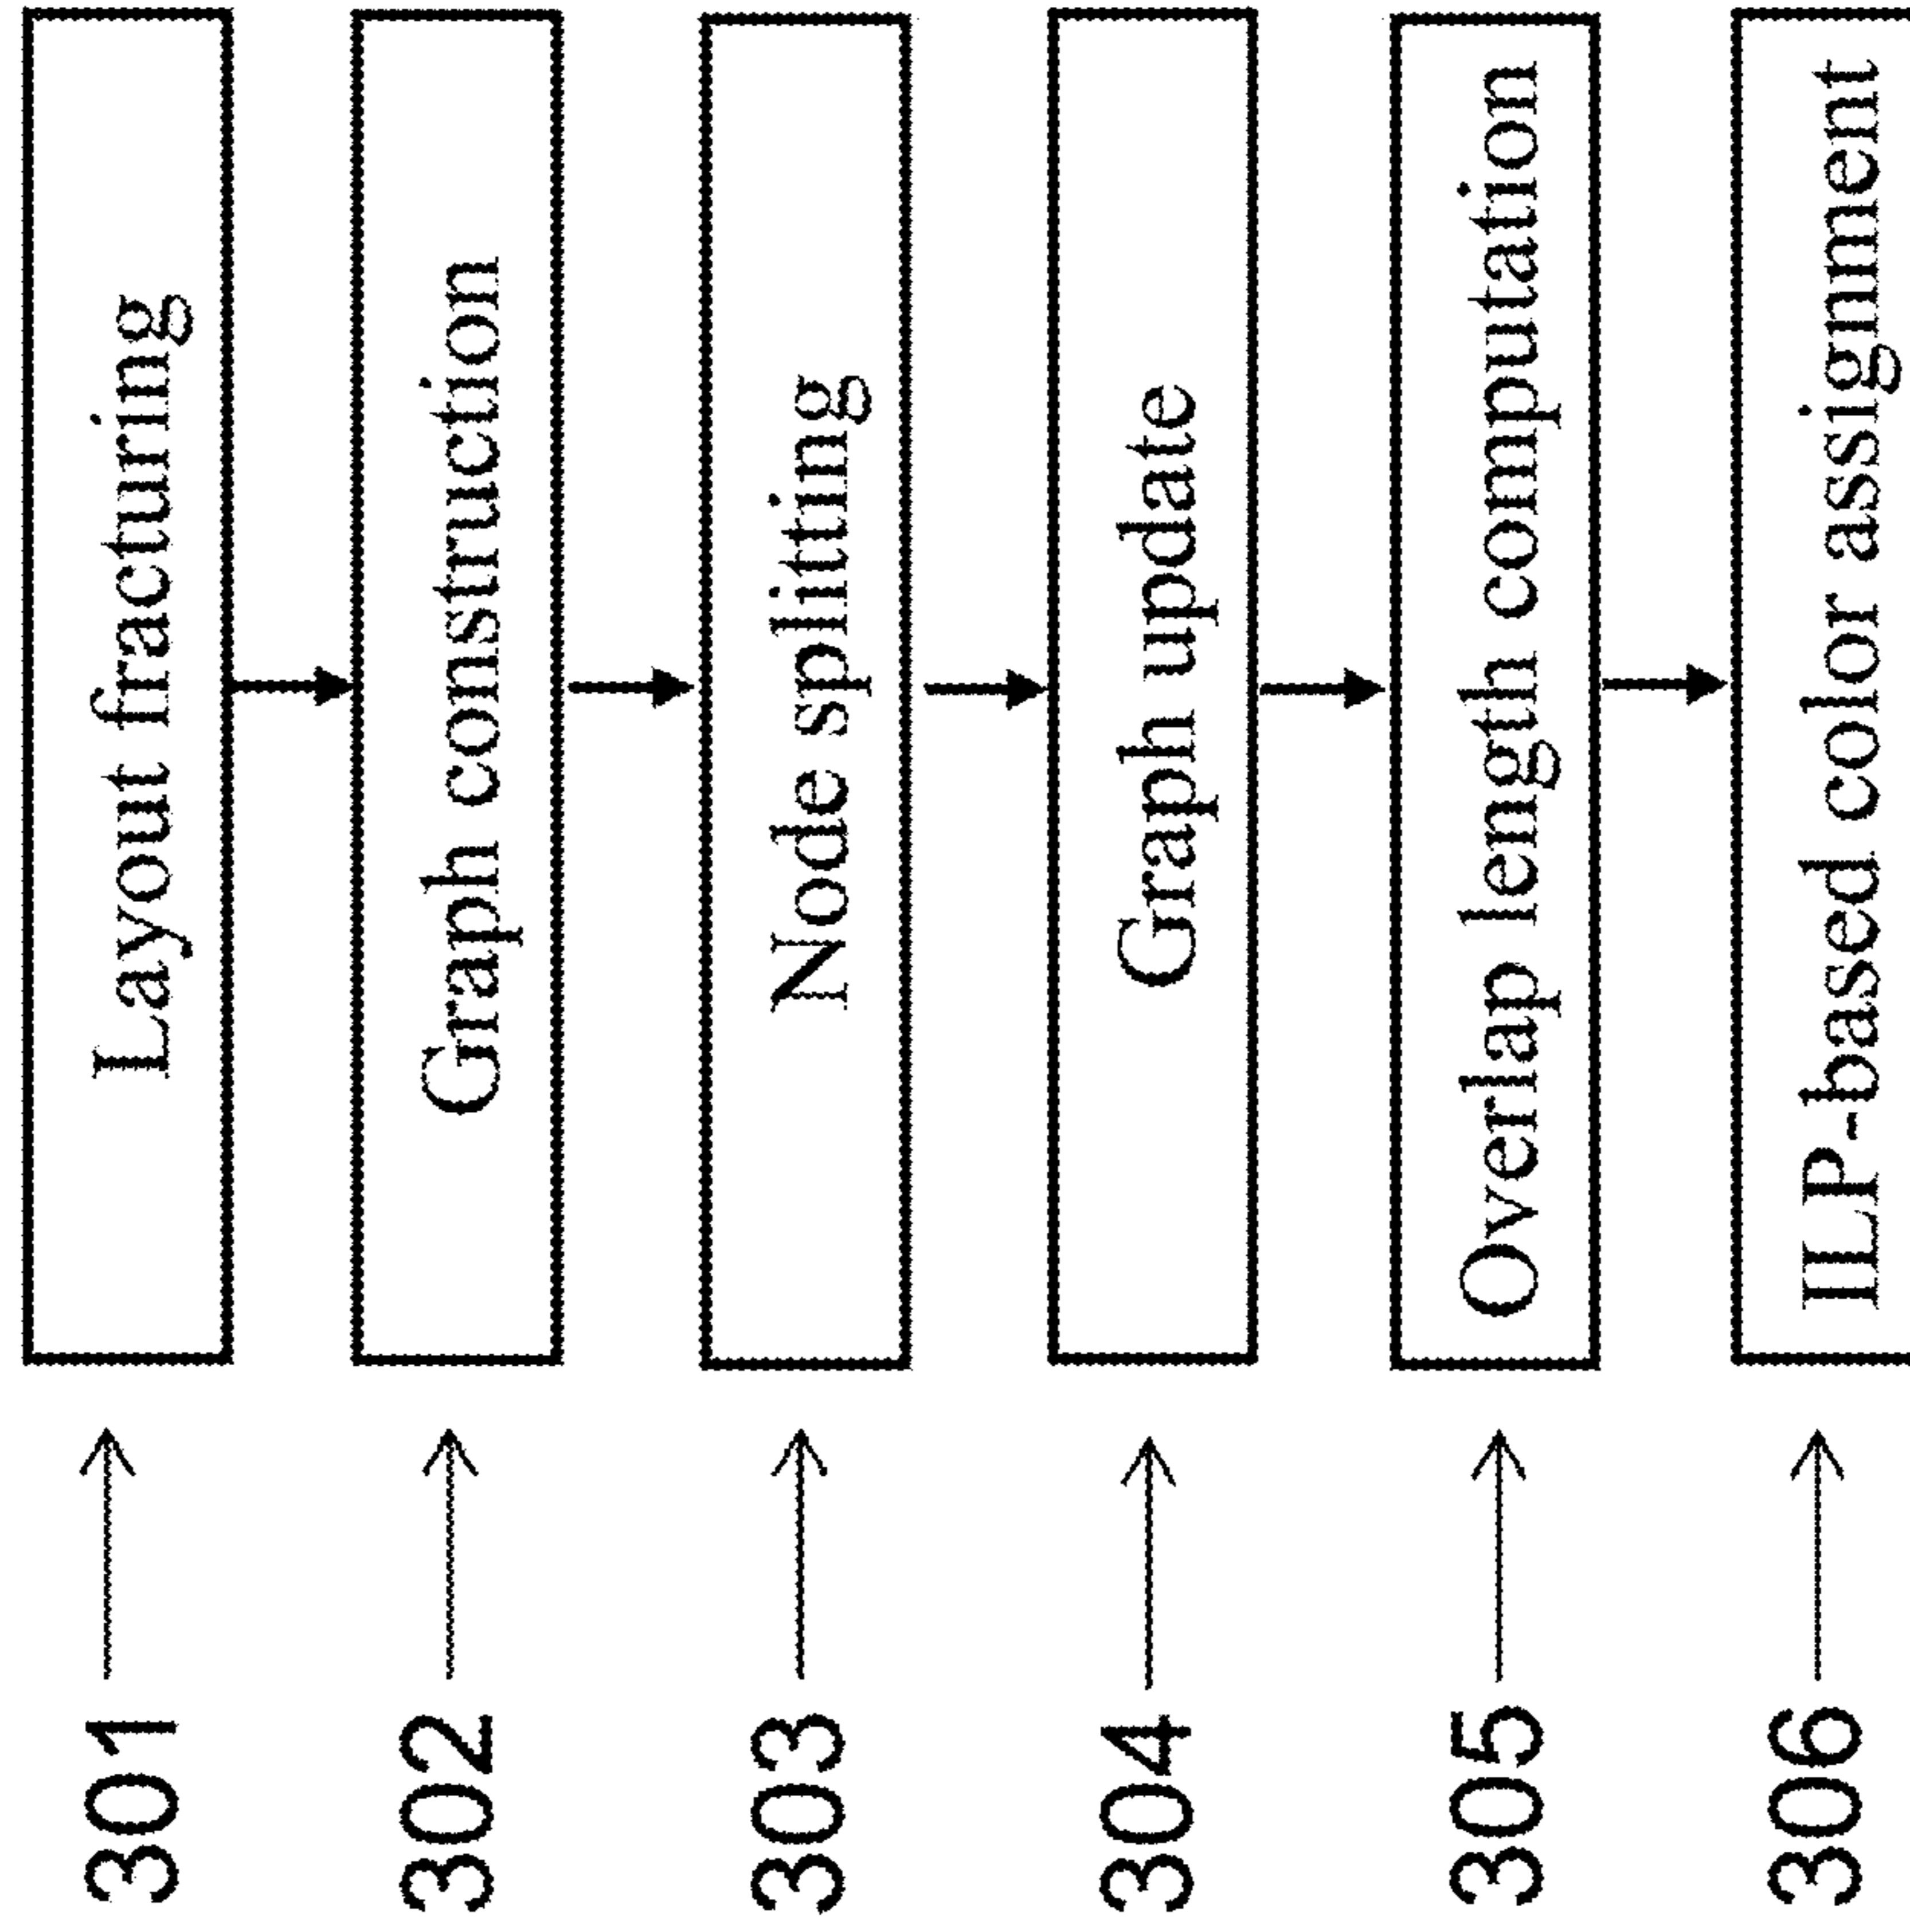 301
Layout fracturing
302
Graph construction
303
Node splitting
304
Graph update
305
Overlap length computation
306
ILP-based color assignment